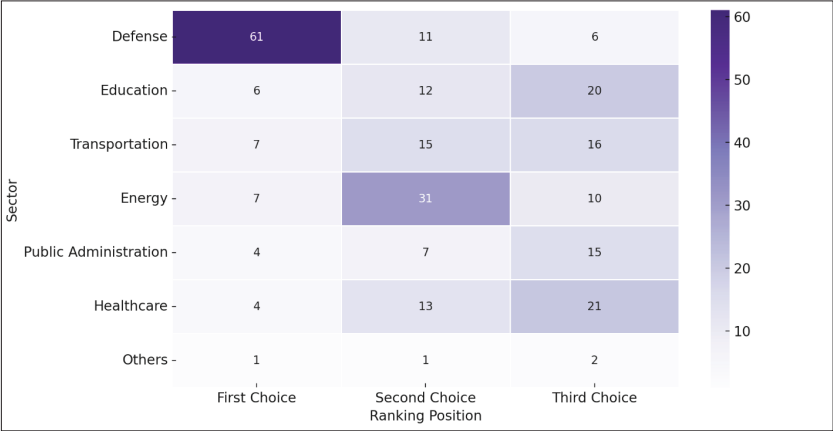 Defense 61 11 6
Education 6 12 20
Transportation 7 15 16
Energy 7 31 10
Public Administration 4 7 15
Healthcare 4 13 21
Others 1 1 2
First Choice Second Choice Third Choice
Ranking Position
Sector
60
50
40
30
20
10